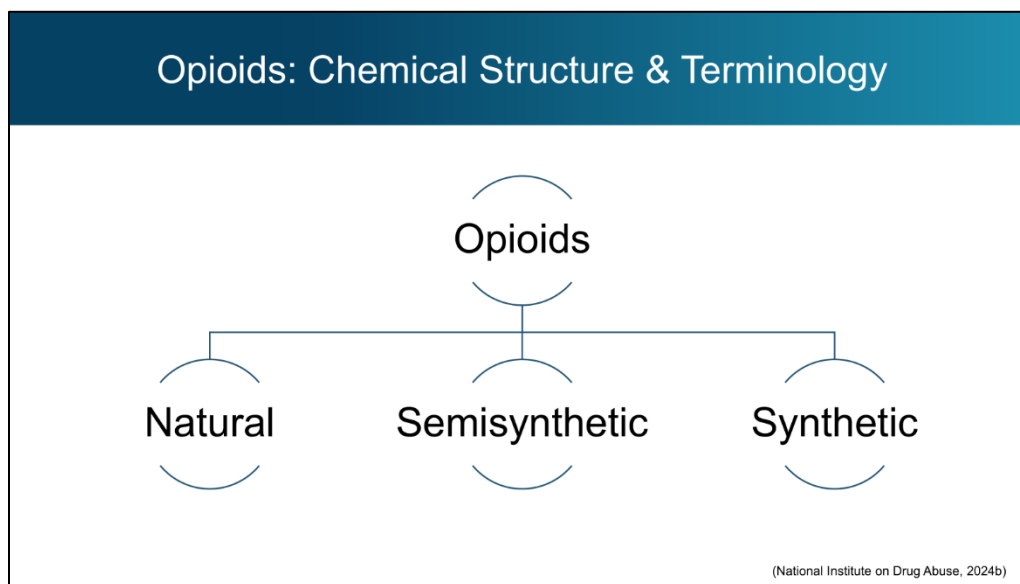 Opioids: Chemical Structure & Terminology
Opioids
Natural
Semisynthetic
Synthetic
(National Institute on Drug Abuse, 2024b)